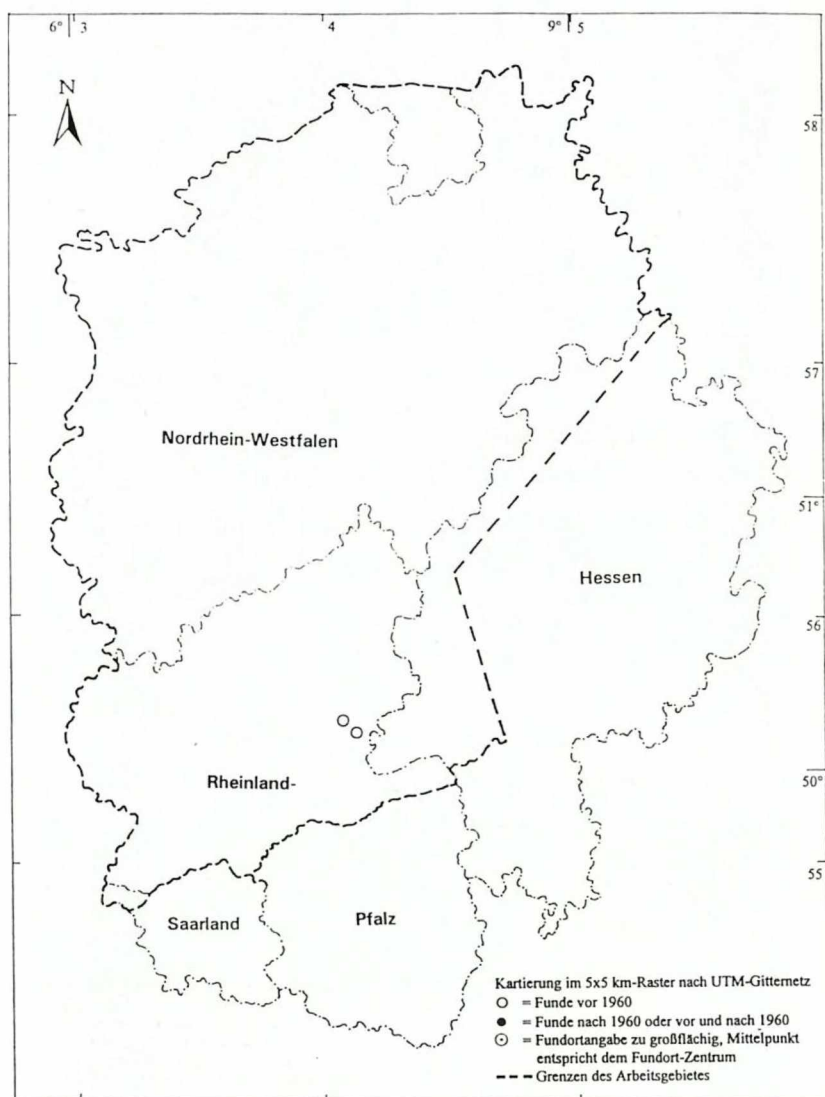 6° 3 4 9° 5
N
58
57
Nordrhein-Westfalen
51°
Hessen
56
Rheinland-
50°
55
Saarland
Pfalz
Kartierung im 5x5 km-Raster nach UTM-Gitternetz
○ = Funde vor 1960
● = Funde nach 1960 oder vor und nach 1960
⊙ = Fundortangabe zu großflächig, Mittelpunkt
entspricht dem Fundort-Zentrum
--- Grenzen des Arbeitsgebietes